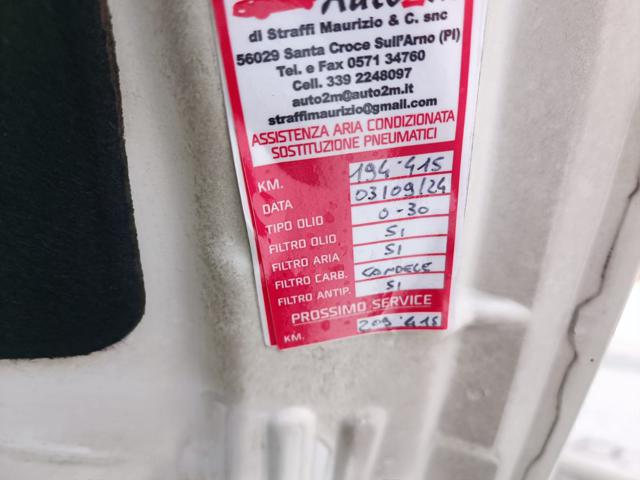 Auto2m
di Straffi Maurizio & C. snc
56029 Santa Croce Sull'Arno (PI)
Tel. e Fax 0571 34760
Cell. 339 2248097
auto2m@auto2m.it
straffimaurizio@gmail.com
ASSISTENZA ARIA CONDIZIONATA
SOSTITUZIONE PNEUMATICI
KM. 194·415
DATA 03/09/24
TIPO OLIO 0-30
FILTRO OLIO SI
FILTRO ARIA SI
FILTRO CARB. CANDELE
FILTRO ANTIP. SI
PROSSIMO SERVICE
KM. 209·415